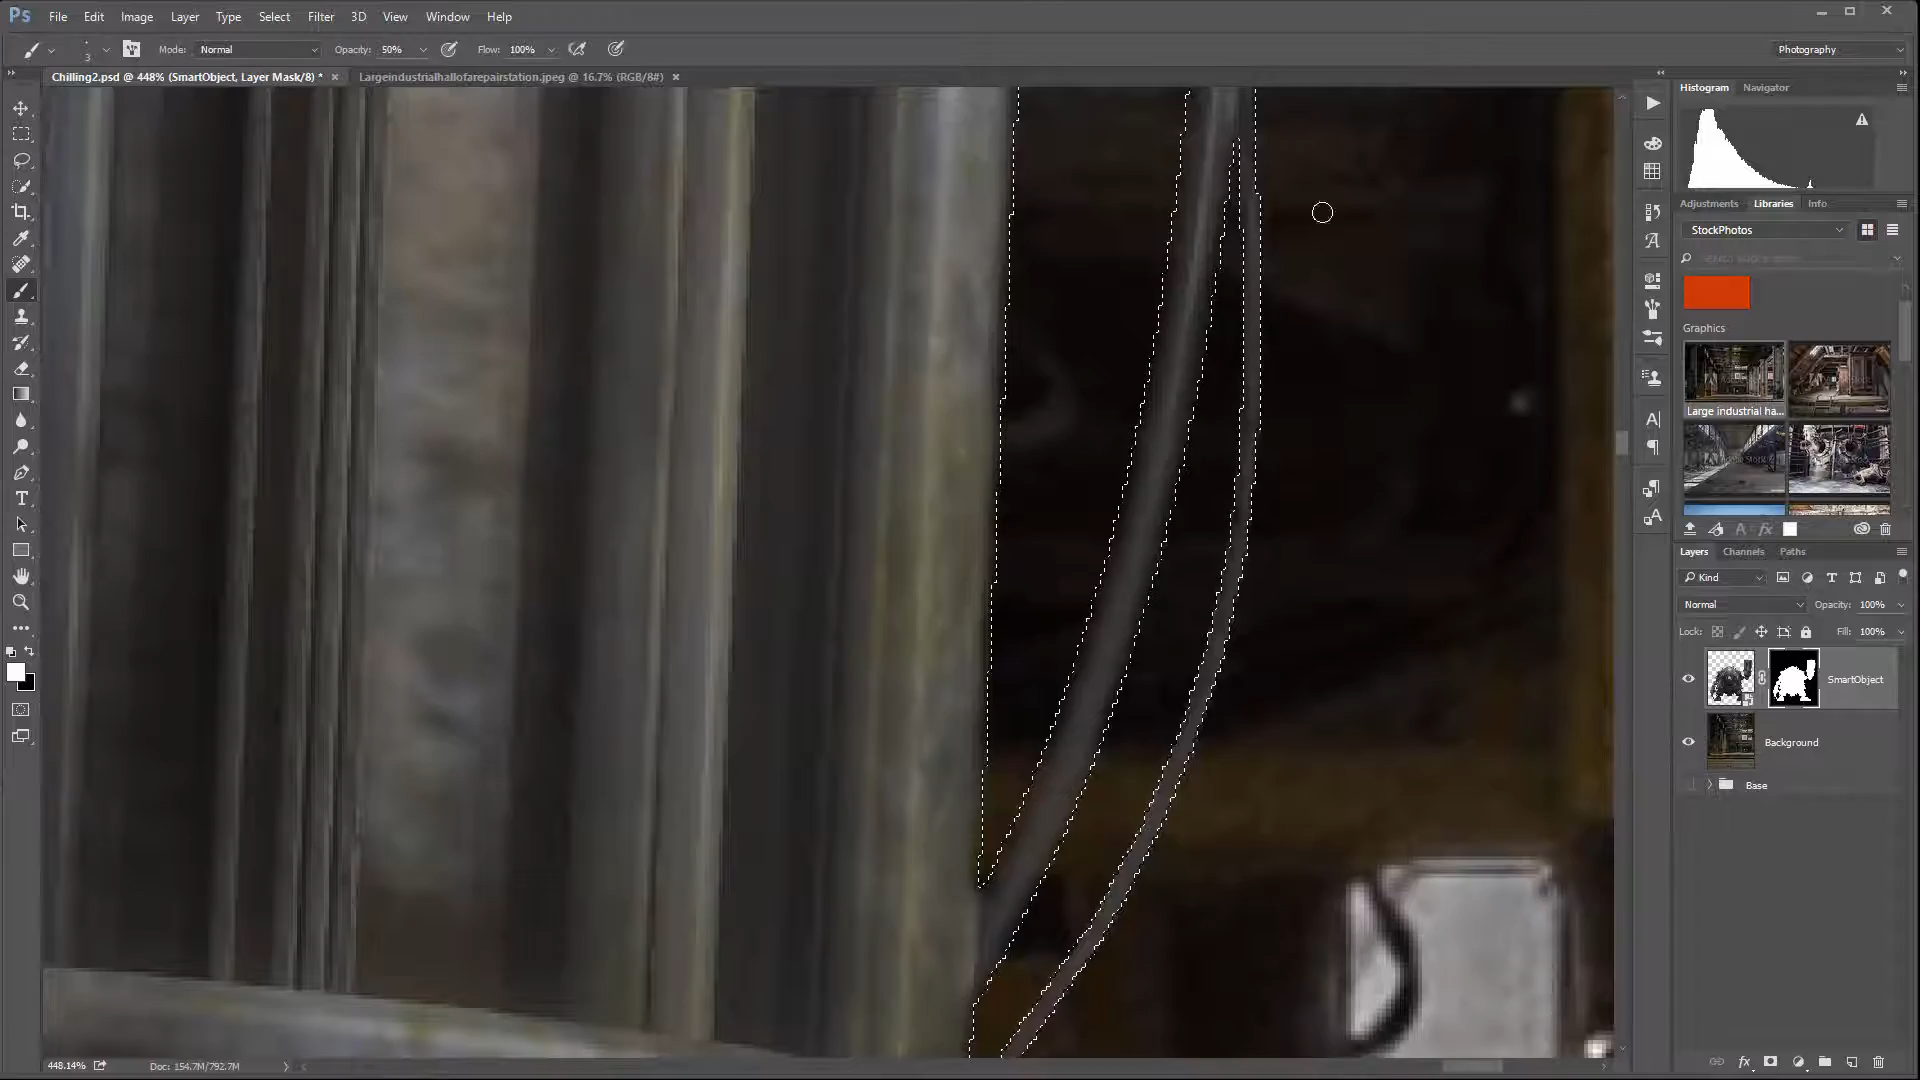 Ps File Edit Image Layer Type Select Filter 3D View Window Help
3 Mode: Normal Opacity: 50% Flow: 100% Photography
Chilling2.psd @ 448% (SmartObject, Layer Mask/8) * × Largeindustrialhallofarepairstation.jpeg @ 16.7% (RGB/8#) ×
Histogram Navigator
Adjustments Libraries Info
StockPhotos
Graphics
Large industrial ha...
Layers Channels Paths
Kind
Normal Opacity: 100%
Lock: Fill: 100%
SmartObject
Background
Base
448.14% Doc: 154.7M/792.7M